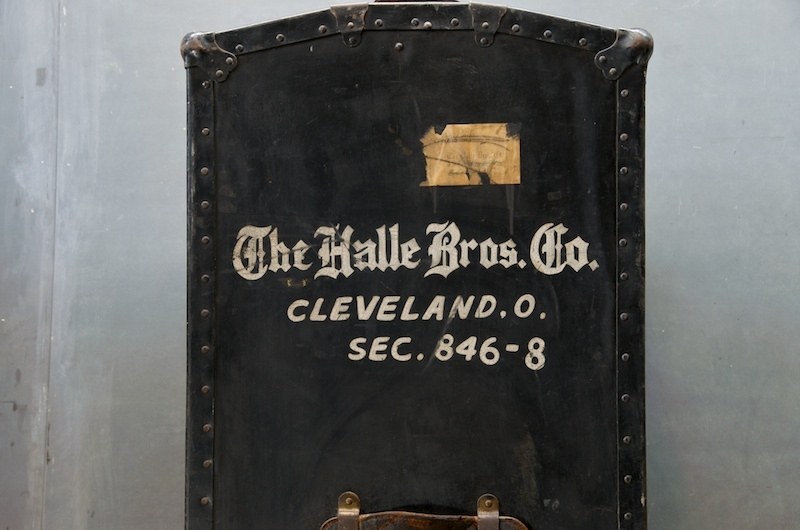 The Halle Bros. Co.
CLEVELAND, O.
SEC. 846-8